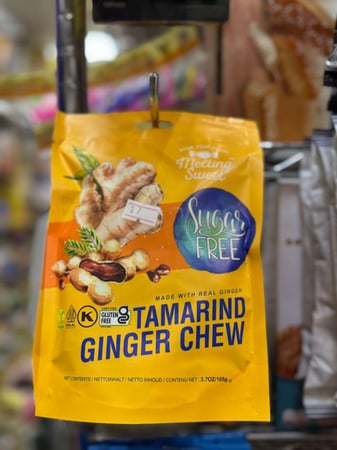 Melting
Sweet
Sugar
FREE
MADE WITH REAL GINGER
K
GLUTEN
FREE
TAMARIND
GINGER CHEW
NET CONTENTS / NETTOINHALT / NETTO INHOUD / CONTENU NET : 3.7OZ/105g